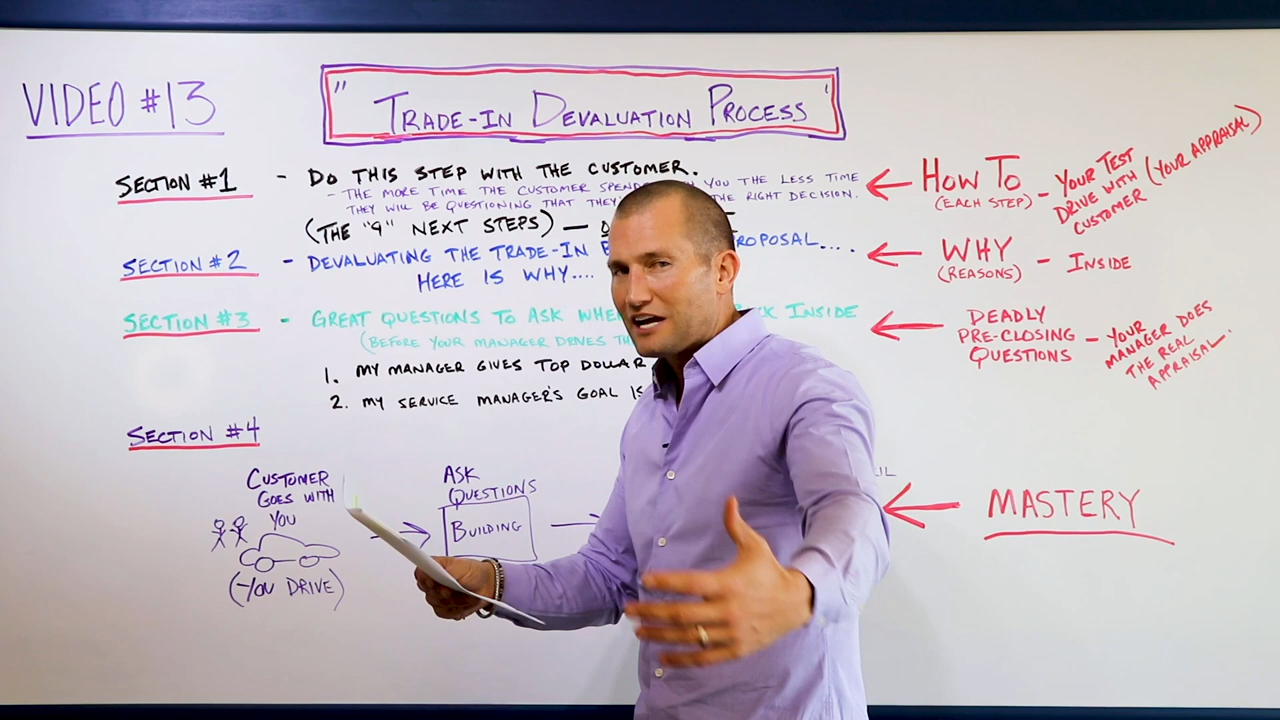 VIDEO #13
" TRADE-IN DEVALUATION PROCESS '
SECTION #1 - DO THIS STEP WITH THE CUSTOMER.
- THE MORE TIME THE CUSTOMER YOU THE LESS TIME
THEY WILL BE QUESTIONING THAT THE RIGHT DECISION.
(THE "9" NEXT STEPS) —
HOW TO
(EACH STEP)
- YOUR TEST
DRIVE WITH (YOUR APPRAISAL)
CUSTOMER
SECTION #2 - DEVALUATING THE TRADE-IN
HERE IS WHY....
WHY
(REASONS)
- INSIDE
SECTION #3 - GREAT QUESTIONS TO ASK INSIDE
(BEFORE YOUR MANAGER DRIVES
1. MY MANAGER GIVES TOP DOLLAR
2. MY SERVICE MANAGER'S GOAL IS
DEADLY
PRE-CLOSING
QUESTIONS
- YOUR
MANAGER DOES
THE REAL
APPRAISAL.
SECTION #4
CUSTOMER
GOES WITH
YOU
(YOU DRIVE)
ASK
QUESTIONS
BUILDING
MASTERY